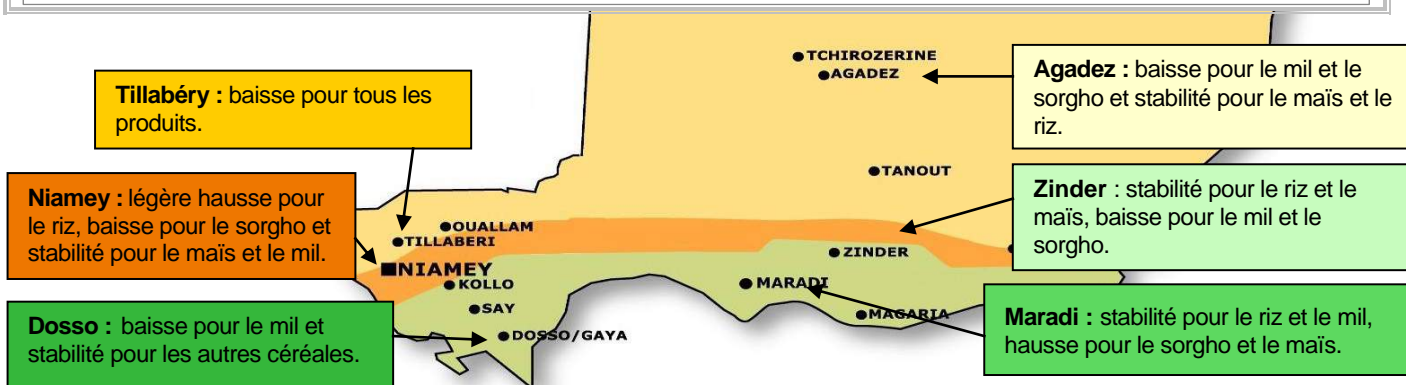 TCHIROZERINE
AGADEZ
Agadez : baisse pour le mil et le
sorgho et stabilité pour le maïs et le
riz.
Tillabéry : baisse pour tous les
produits.
TANOUT
Zinder : stabilité pour le riz et le
maïs, baisse pour le mil et le
sorgho.
Niamey : légère hausse pour
le riz, baisse pour le sorgho et
stabilité pour le maïs et le mil.
OUALLAM
TILLABERI
ZINDER
NIAMEY
KOLLO
MARADI
SAY
MAGARIA
Maradi : stabilité pour le riz et le mil,
hausse pour le sorgho et le maïs.
Dosso : baisse pour le mil et
stabilité pour les autres céréales.
DOSSO/GAYA